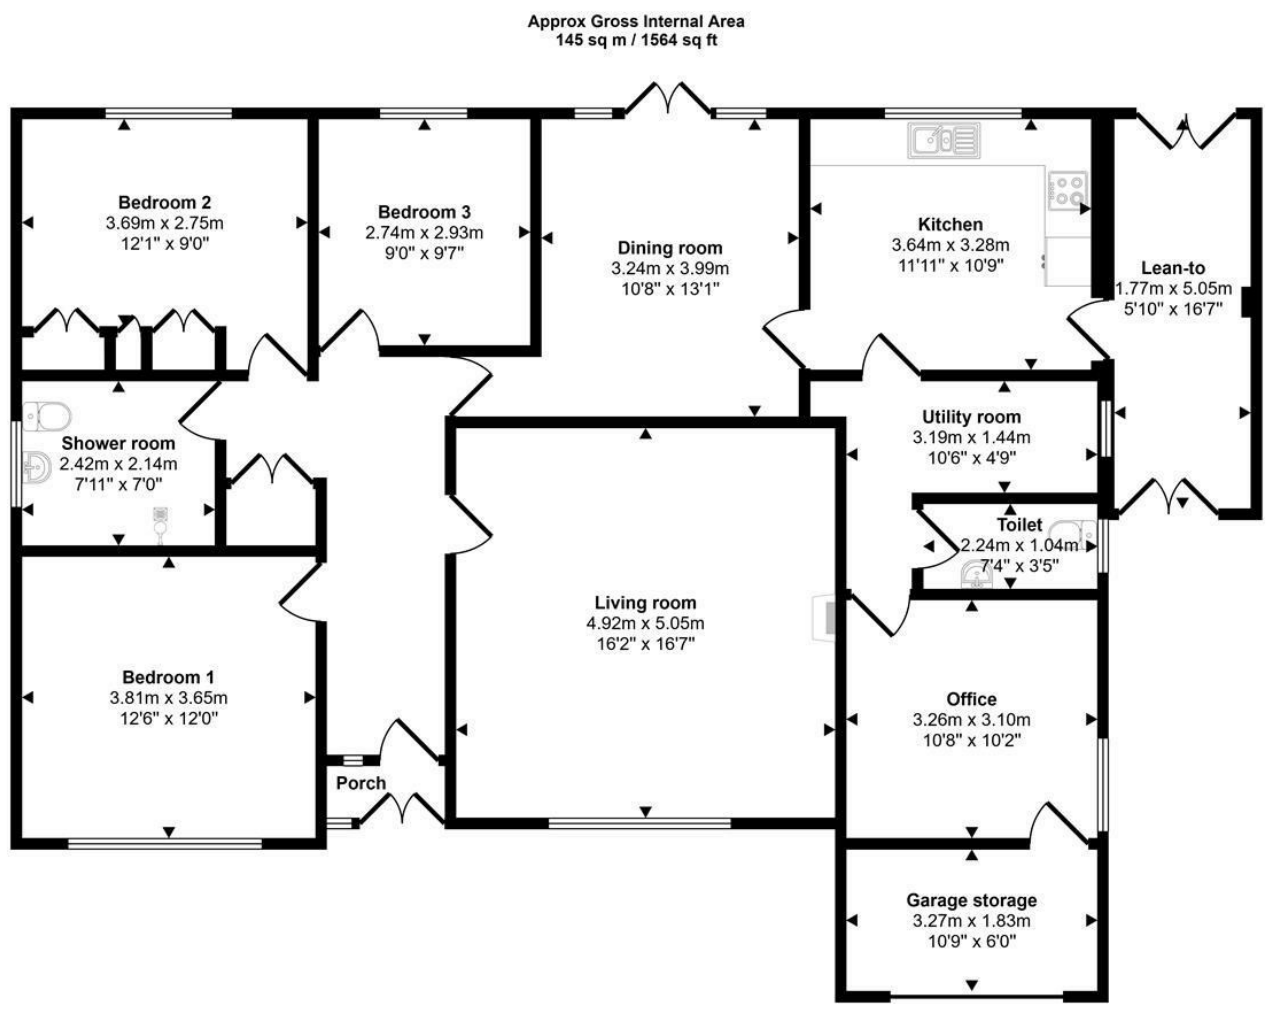 Approx Gross Internal Area
145 sq m / 1564 sq ft
Bedroom 2
3.69m x 2.75m
12'1" x 9'0"
Bedroom 3
2.74m x 2.93m
9'0" x 9'7"
Dining room
3.24m x 3.99m
10'8" x 13'1"
Kitchen
3.64m x 3.28m
11'11" x 10'9"
Lean-to
1.77m x 5.05m
5'10" x 16'7"
Shower room
2.42m x 2.14m
7'11" x 7'0"
Utility room
3.19m x 1.44m
10'6" x 4'9"
Toilet
2.24m x 1.04m
7'4" x 3'5"
Living room
4.92m x 5.05m
16'2" x 16'7"
Bedroom 1
3.81m x 3.65m
12'6" x 12'0"
Office
3.26m x 3.10m
10'8" x 10'2"
Porch
Garage storage
3.27m x 1.83m
10'9" x 6'0"